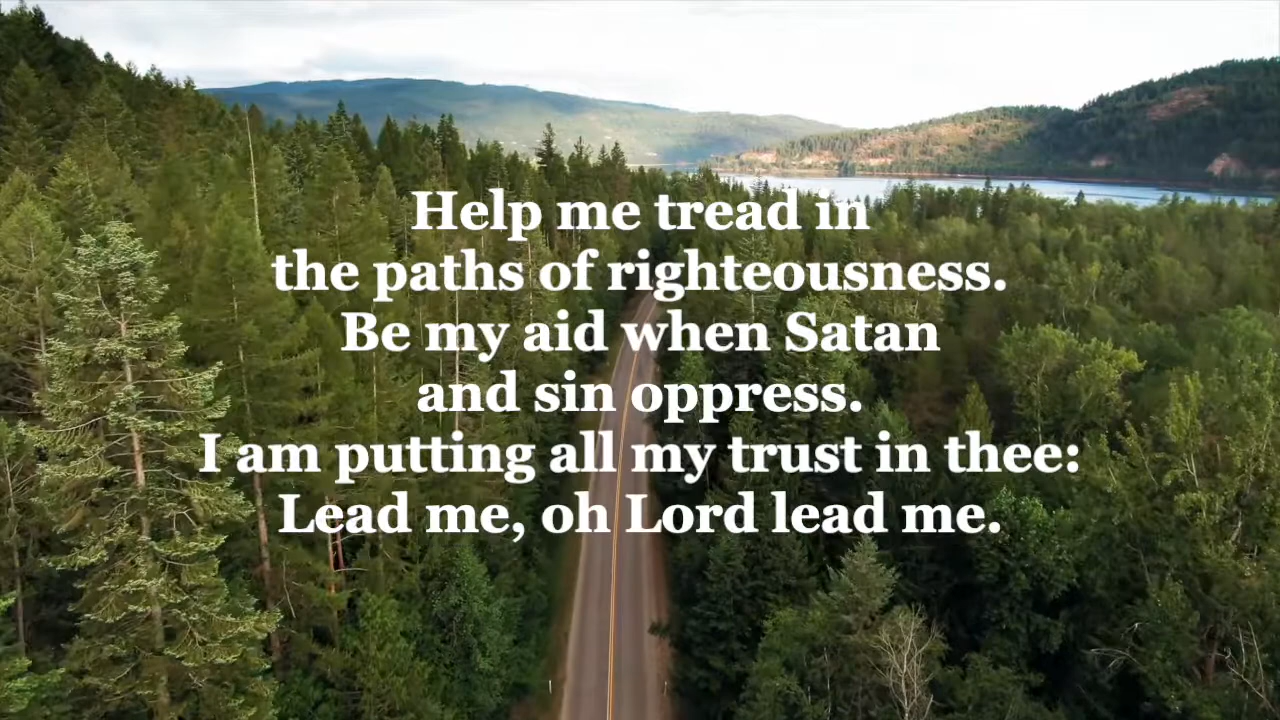 Help me tread in
the paths of righteousness.
Be my aid when Satan
and sin oppress.
I am putting all my trust in thee:
Lead me, oh Lord lead me.